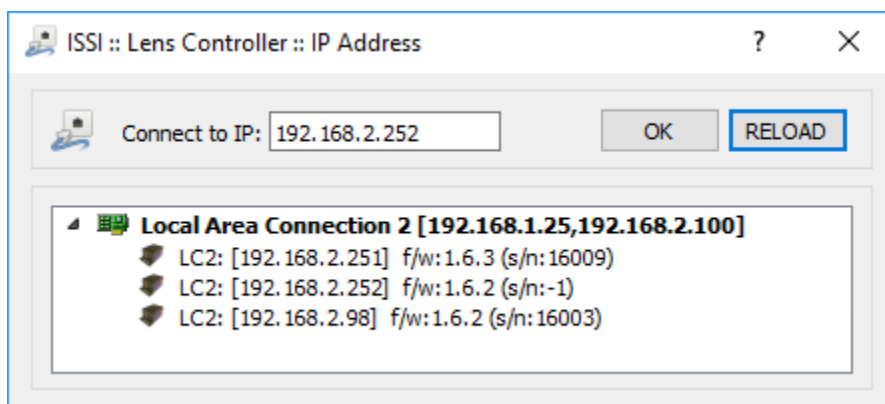 ISSI :: Lens Controller :: IP Address ?
Connect to IP: 192.168.2.252 OK RELOAD
Local Area Connection 2 [192.168.1.25,192.168.2.100]
LC2: [192.168.2.251] f/w:1.6.3 (s/n:16009)
LC2: [192.168.2.252] f/w:1.6.2 (s/n:-1)
LC2: [192.168.2.98] f/w:1.6.2 (s/n:16003)